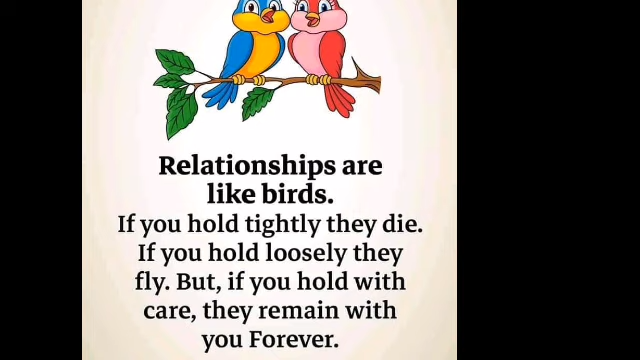 Relationships are
like birds.
If you hold tightly they die.
If you hold loosely they
fly. But, if you hold with
care, they remain with
you Forever.